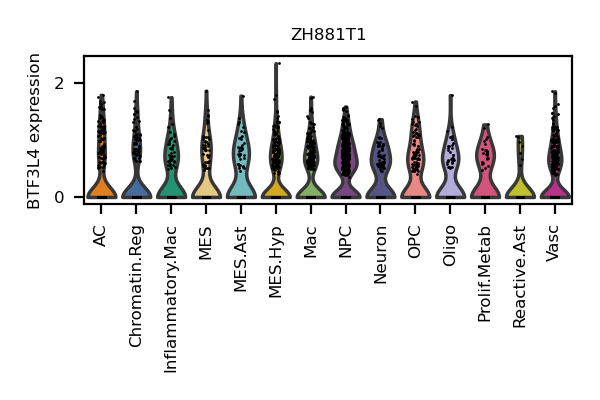 ZH881T1
BTF3L4 expression
2
0
AC
Chromatin.Reg
Inflammatory.Mac
MES
MES.Ast
MES.Hyp
Mac
NPC
Neuron
OPC
Oligo
Prolif.Metab
Reactive.Ast
Vasc